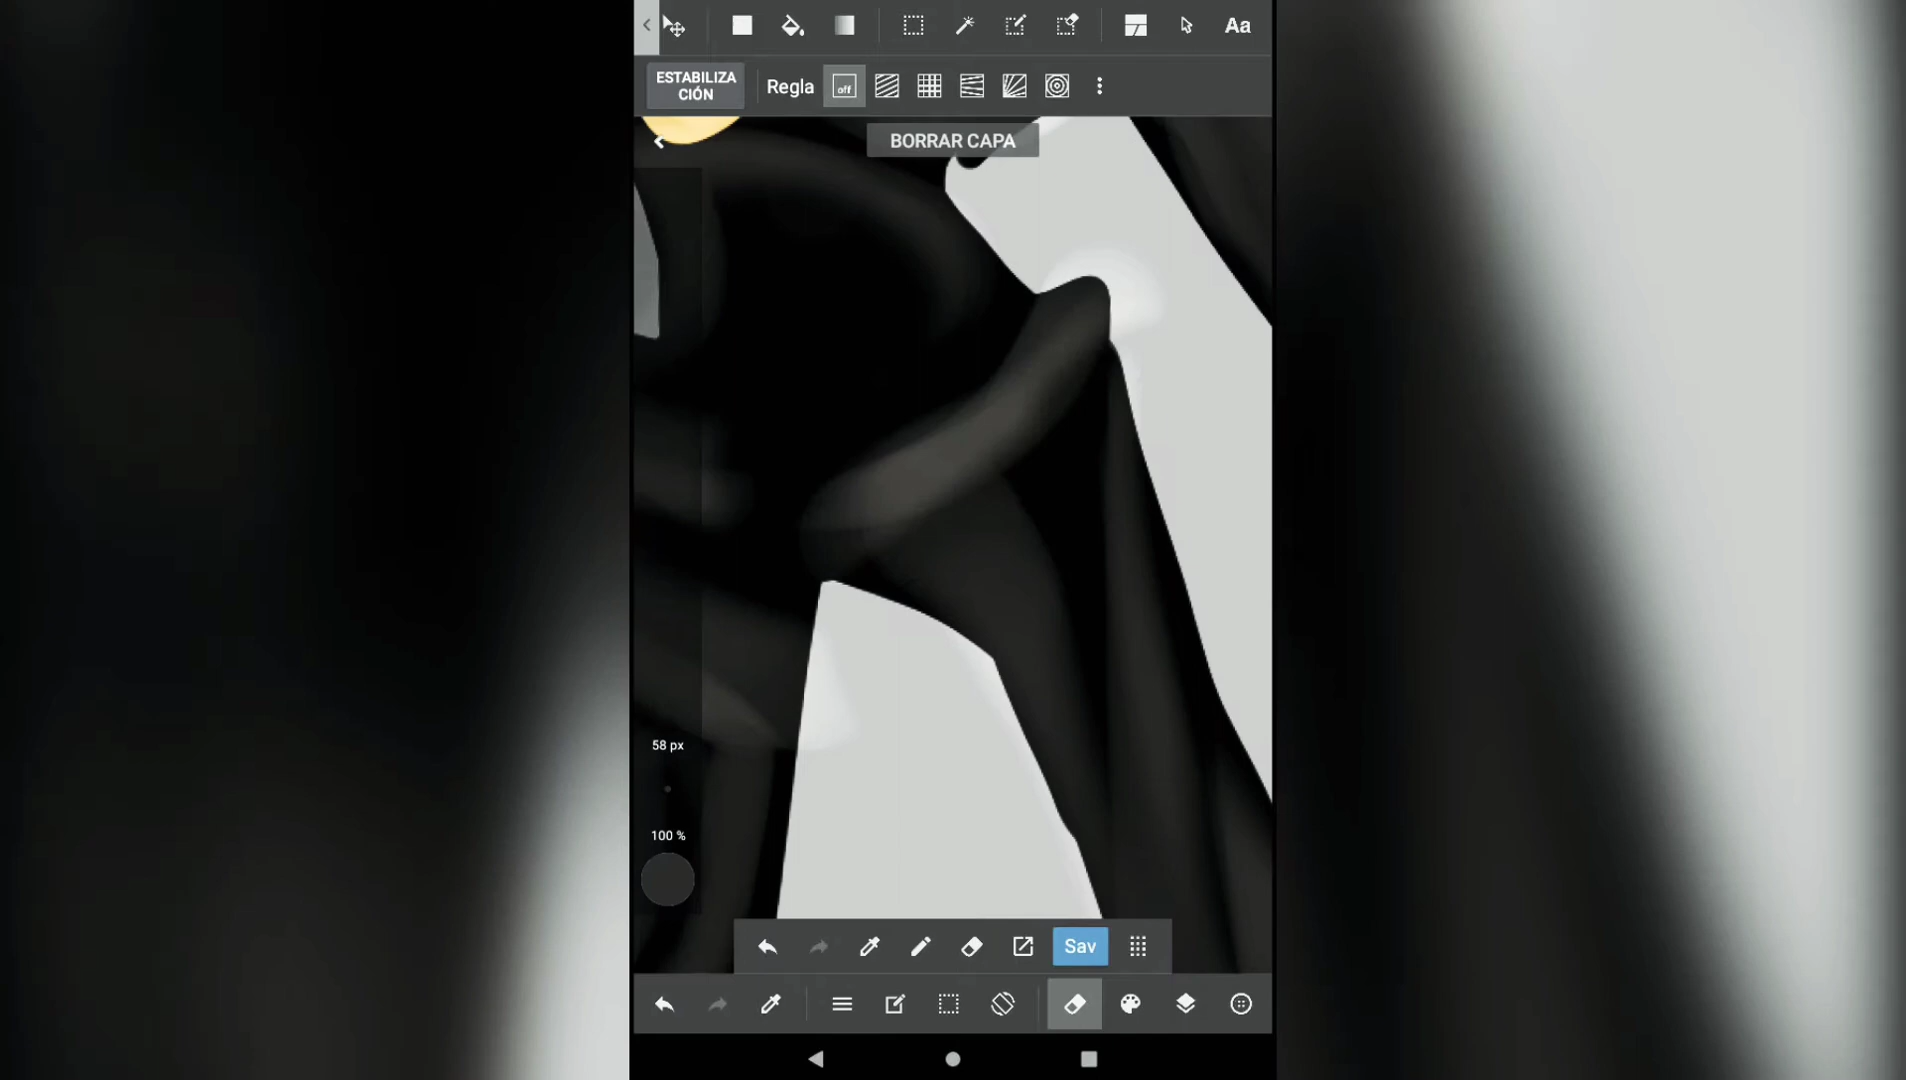 Aa
ESTABILIZA
CIÓN
Regla
off
BORRAR CAPA
58 px
100 %
Sav